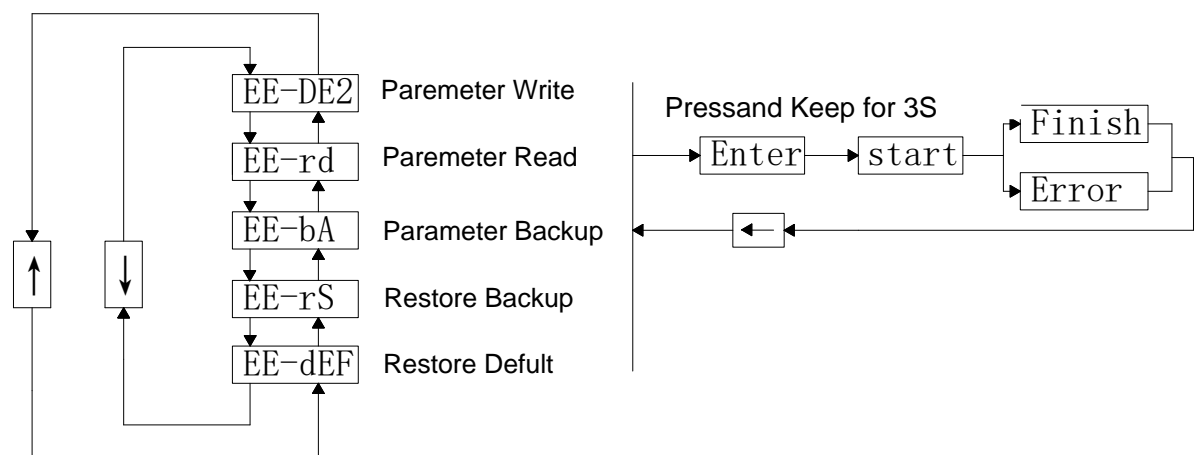 EE-DE2 Paremeter Write
EE-rd Paremeter Read
EE-bA Parameter Backup
EE-rS Restore Backup
EE-dEF Restore Defult
Pressand Keep for 3S
Enter start Finish
Error